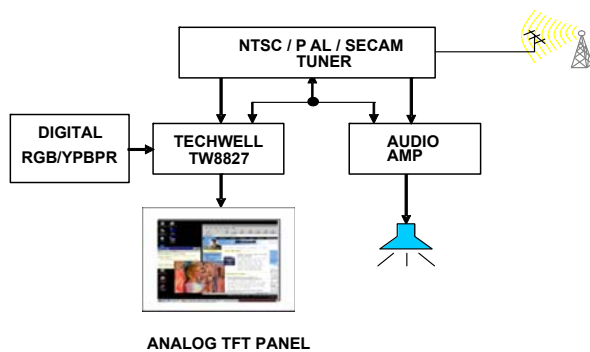 NTSC / P AL / SECAM
TUNER
DIGITAL
RGB/YPBPR
TECHWELL
TW8827
AUDIO
AMP
ANALOG TFT PANEL